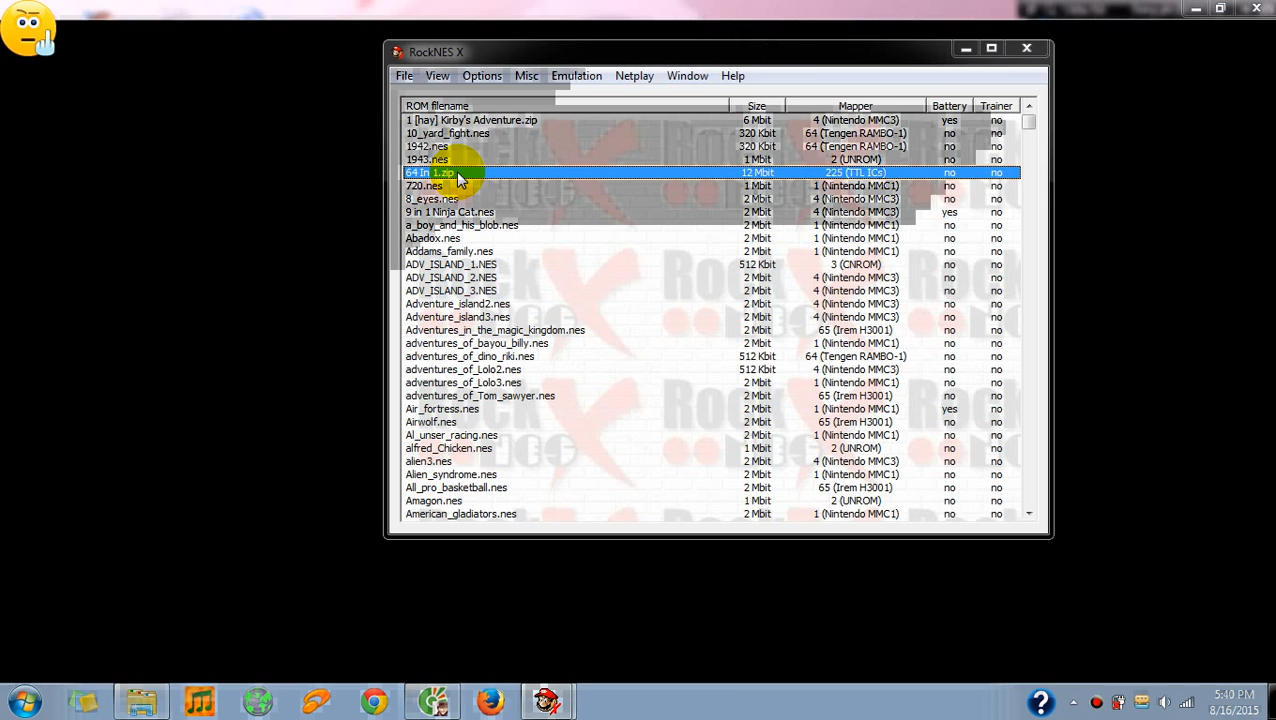 RockNES X
File View Options Misc Emulation Netplay Window Help
ROM filename Size Mapper Battery Trainer
1 [hay] Kirby's Adventure.zip 6 Mbit 4 (Nintendo MMC3) yes no
10_yard_fight.nes 320 Kbit 64 (Tengen RAMBO-1) no no
1942.nes 320 Kbit 64 (Tengen RAMBO-1) no no
1943.nes 1 Mbit 2 (UNROM) no no
64 In 1.zip 12 Mbit 225 (TTL ICs) no no
720.nes 1 Mbit 1 (Nintendo MMC1) no no
8_eyes.nes 2 Mbit 4 (Nintendo MMC3) no no
9 in 1 Ninja Cat.nes 2 Mbit 4 (Nintendo MMC3) yes no
a_boy_and_his_blob.nes 2 Mbit 1 (Nintendo MMC1) no no
Abadox.nes 2 Mbit 1 (Nintendo MMC1) no no
Addams_family.nes 2 Mbit 1 (Nintendo MMC1) no no
ADV_ISLAND_1.NES 512 Kbit 3 (CNROM) no no
ADV_ISLAND_2.NES 2 Mbit 4 (Nintendo MMC3) no no
ADV_ISLAND_3.NES 2 Mbit 4 (Nintendo MMC3) no no
Adventure_island2.nes 2 Mbit 4 (Nintendo MMC3) no no
Adventure_island3.nes 2 Mbit 4 (Nintendo MMC3) no no
Adventures_in_the_magic_kingdom.nes 2 Mbit 65 (Irem H3001) no no
adventures_of_bayou_billy.nes 2 Mbit 1 (Nintendo MMC1) no no
adventures_of_dino_riki.nes 512 Kbit 64 (Tengen RAMBO-1) no no
adventures_of_Lolo2.nes 512 Kbit 4 (Nintendo MMC3) no no
adventures_of_Lolo3.nes 2 Mbit 1 (Nintendo MMC1) no no
adventures_of_Tom_sawyer.nes 2 Mbit 65 (Irem H3001) no no
Air_fortress.nes 2 Mbit 1 (Nintendo MMC1) yes no
Airwolf.nes 2 Mbit 65 (Irem H3001) no no
Al_unser_racing.nes 2 Mbit 1 (Nintendo MMC1) no no
alfred_Chicken.nes 1 Mbit 2 (UNROM) no no
alien3.nes 2 Mbit 4 (Nintendo MMC3) no no
Alien_syndrome.nes 2 Mbit 1 (Nintendo MMC1) no no
All_pro_basketball.nes 2 Mbit 65 (Irem H3001) no no
Amagon.nes 1 Mbit 2 (UNROM) no no
American_gladiators.nes 2 Mbit 1 (Nintendo MMC1) no no
5:40 PM
8/16/2015